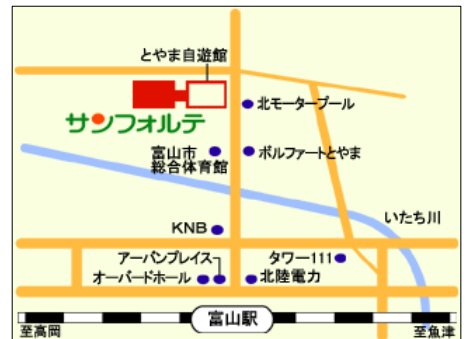 とやま自遊館
サンフォルテ
北モータープール
富山市
総合体育館
ボルファートとやま
いたち川
KNB
アーバンプレイス
タワー111
オーバードホール
北陸電力
富山駅
至高岡
至魚津